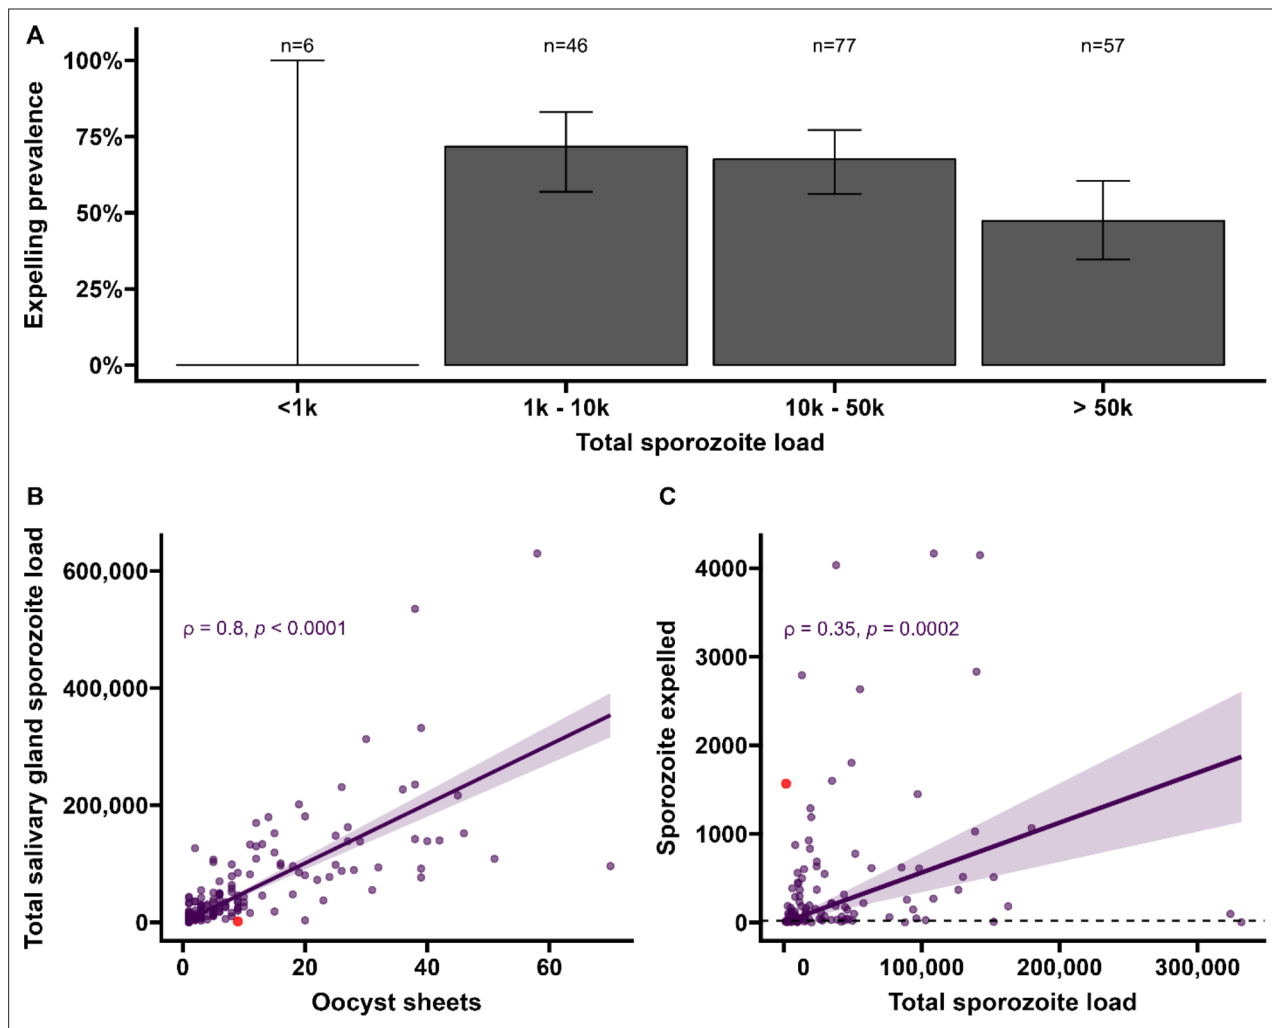 A
n=6
n=46
n=77
n=57
Expelling prevalence
100%
75%
50%
25%
0%
<1k
1k - 10k
10k - 50k
> 50k
Total sporozoite load
B
Total salivary gland sporozoite load
600,000
400,000
200,000
0
ρ = 0.8, p < 0.0001
0
20
40
60
Oocyst sheets
C
Sporozoite expelled
4000
3000
2000
1000
0
ρ = 0.35, p = 0.0002
0
100,000
200,000
300,000
Total sporozoite load